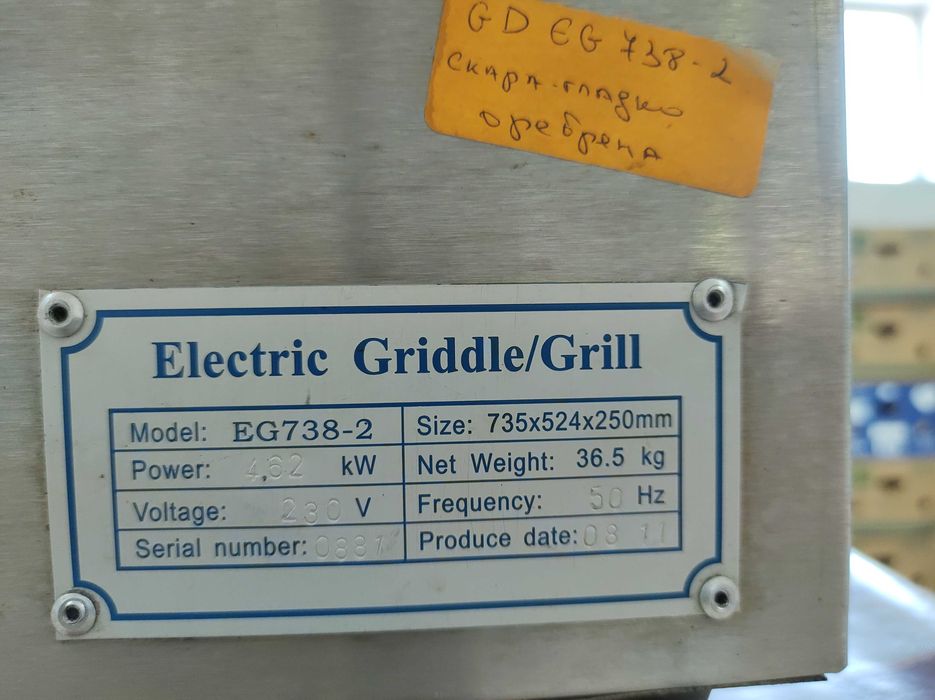 GD EG 738-2
скара-гладко
оребрена
Electric Griddle/Grill
Model: EG738-2
Size: 735x524x250mm
Power: 4,62 kW
Net Weight: 36.5 kg
Voltage: 230 V
Frequency: 50 Hz
Serial number: 0881
Produce date: 08 11